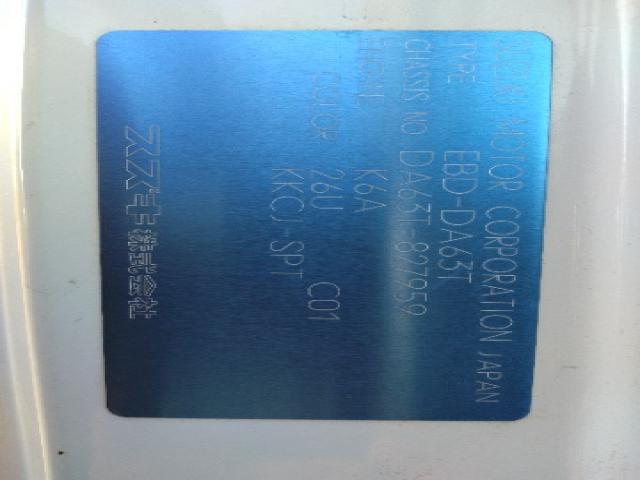 SUZUKI MOTOR CORPORATION JAPAN
TYPE EBD-DA63T
CHASSIS NO. DA63T-827959
ENGINE K6A
COLOR 26U C01
KKCJ-SPT
スズキ株式会社